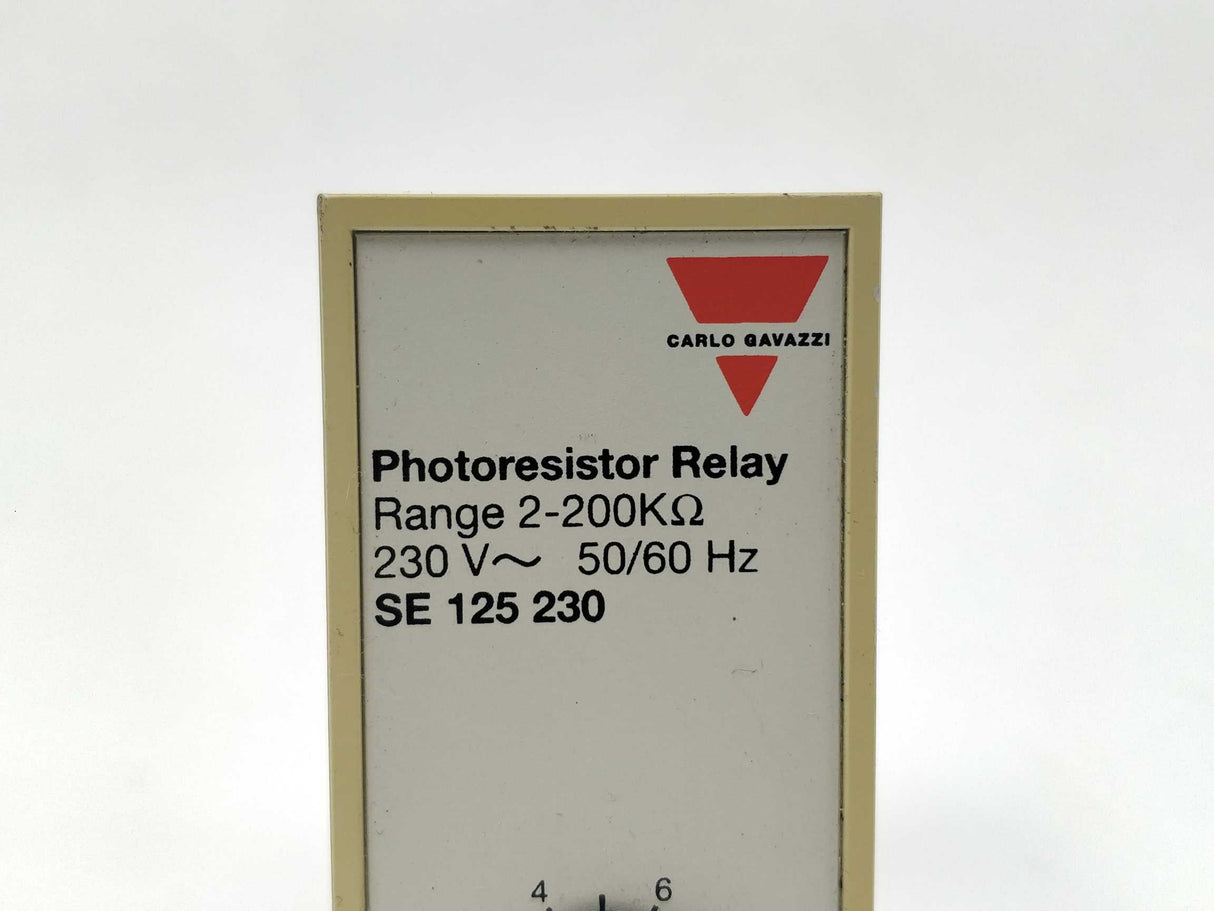 CARLO GAVAZZI
Photoresistor Relay
Range 2-200KΩ
230 V~ 50/60 Hz
SE 125 230
4 6